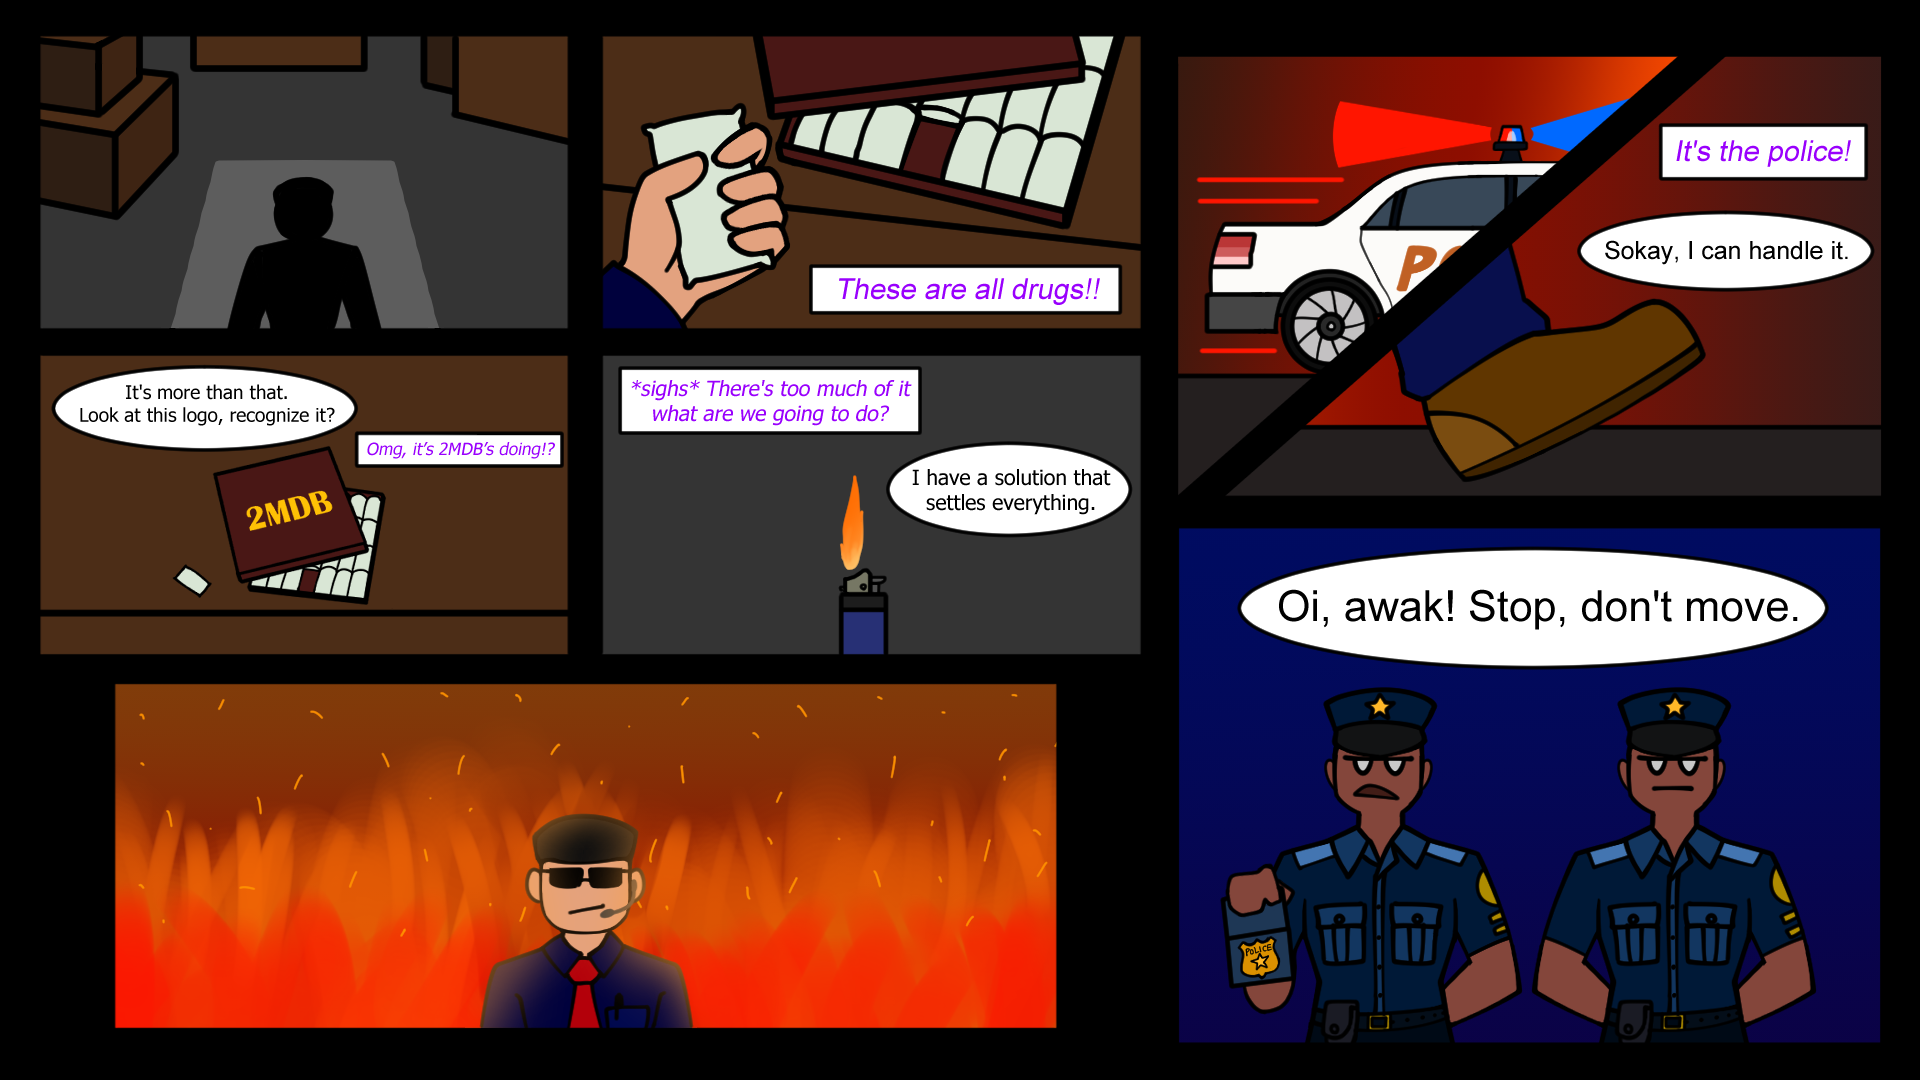 These are all drugs!!
It's more than that.
Look at this logo, recognize it?
Omg, it's 2MDB's doing!?
2MDB
*sighs* There's too much of it
what are we going to do?
I have a solution that
settles everything.
It's the police!
Sokay, I can handle it.
Oi, awak! Stop, don't move.
POLICE